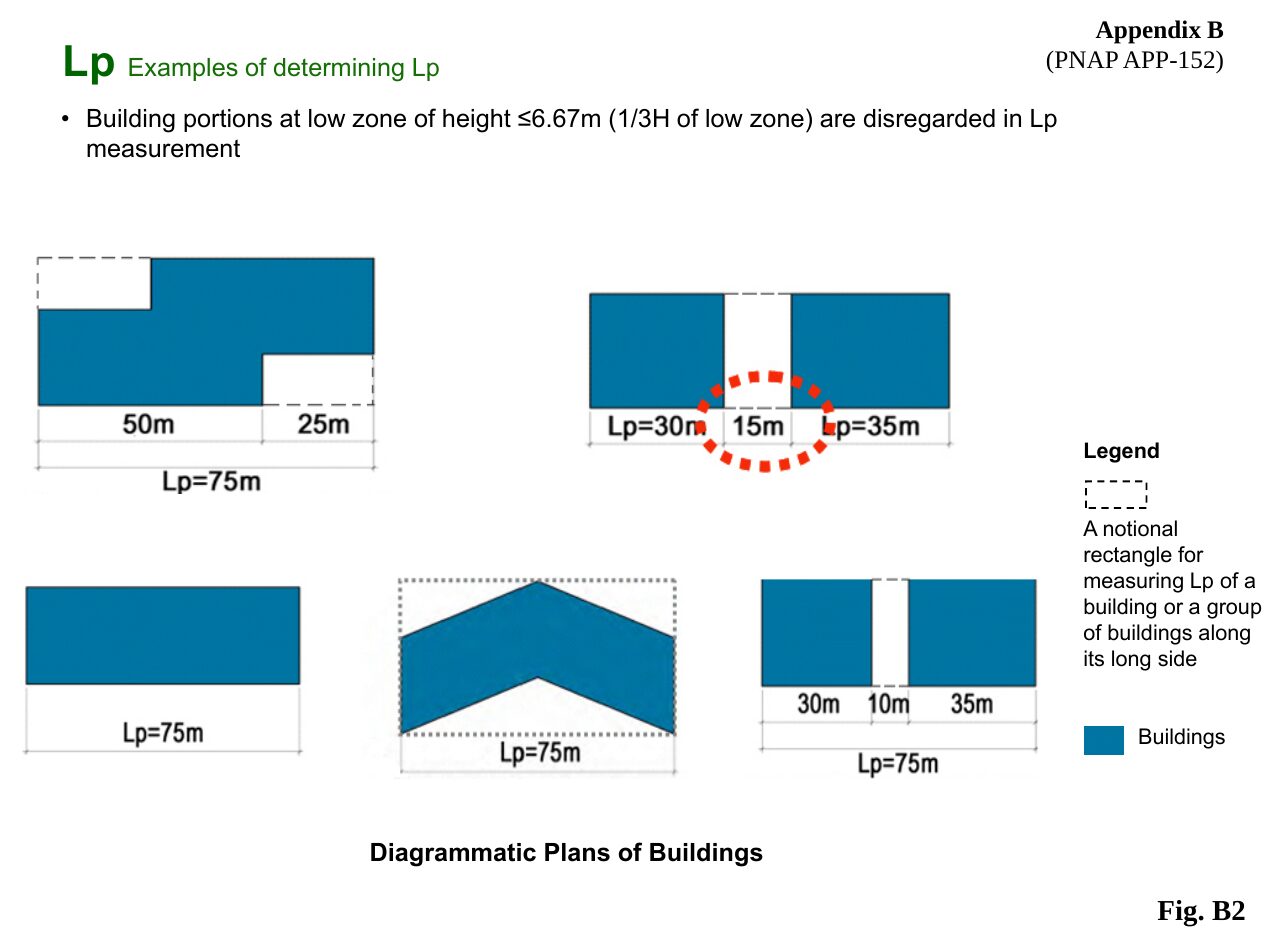 Appendix B
(PNAP APP-152)
Lp Examples of determining Lp
• Building portions at low zone of height ≤6.67m (1/3H of low zone) are disregarded in Lp
measurement
50m 25m
Lp=75m
Lp=30m 15m Lp=35m
Legend
A notional
rectangle for
measuring Lp of a
building or a group
of buildings along
its long side
Buildings
Lp=75m
Lp=75m
30m 10m 35m
Lp=75m
Diagrammatic Plans of Buildings
Fig. B2